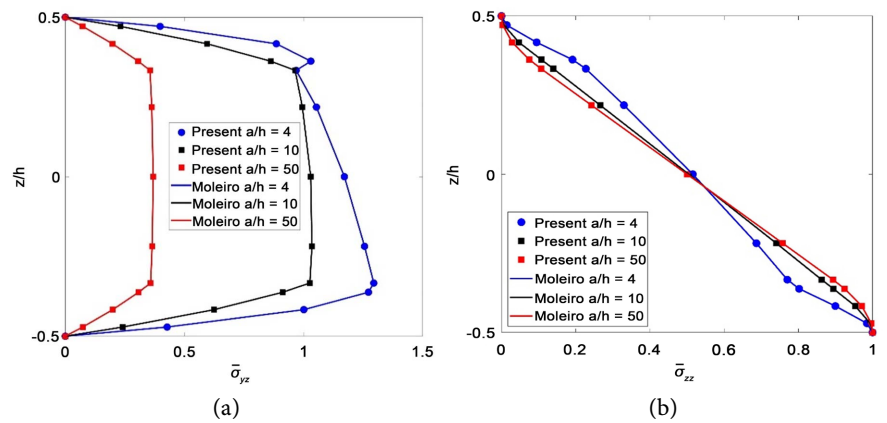 0.5
z/h
0
-0.5
0
0.5
1
1.5
σ̄yz
Present a/h = 4
Present a/h = 10
Present a/h = 50
Moleiro a/h = 4
Moleiro a/h = 10
Moleiro a/h = 50
(a)
0.5
z/h
0
-0.5
0
0.2
0.4
0.6
0.8
1
σ̄zz
Present a/h = 4
Present a/h = 10
Present a/h = 50
Moleiro a/h = 4
Moleiro a/h = 10
Moleiro a/h = 50
(b)